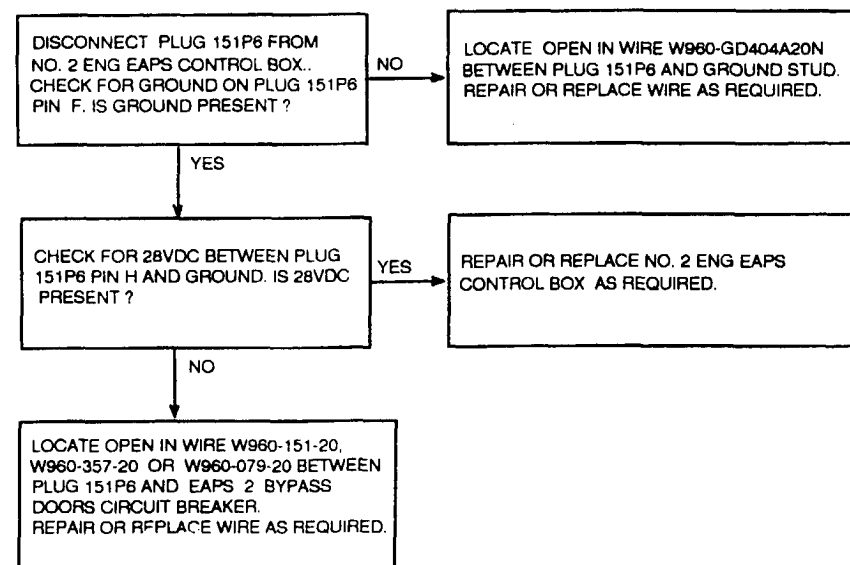 DISCONNECT PLUG 151P6 FROM
NO. 2 ENG EAPS CONTROL BOX..
CHECK FOR GROUND ON PLUG 151P6
PIN F. IS GROUND PRESENT ?
NO
LOCATE OPEN IN WIRE W960-GD404A20N
BETWEEN PLUG 151P6 AND GROUND STUD.
REPAIR OR REPLACE WIRE AS REQUIRED.
YES
CHECK FOR 28VDC BETWEEN PLUG
151P6 PIN H AND GROUND. IS 28VDC
PRESENT ?
YES
REPAIR OR REPLACE NO. 2 ENG EAPS
CONTROL BOX AS REQUIRED.
NO
LOCATE OPEN IN WIRE W960-151-20,
W960-357-20 OR W960-079-20 BETWEEN
PLUG 151P6 AND EAPS 2 BYPASS
DOORS CIRCUIT BREAKER.
REPAIR OR REPLACE WIRE AS REQUIRED.